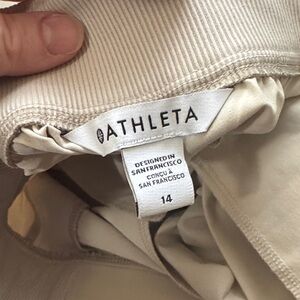 ATHLETA
DESIGNED IN
SAN FRANCISCO
CONÇU À
SAN FRANCISCO
14